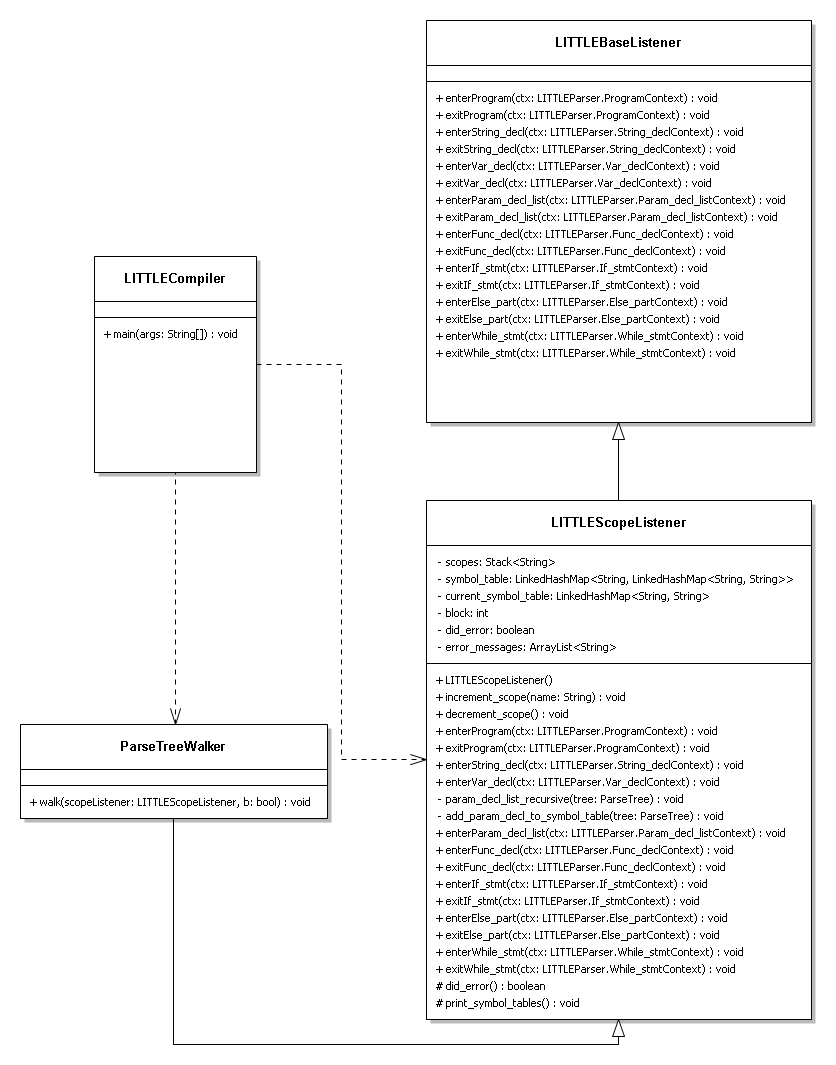 LITTLEBaseListener
+ enterProgram(ctx: LITTLEParser.ProgramContext) : void
+ exitProgram(ctx: LITTLEParser.ProgramContext) : void
+ enterString_decl(ctx: LITTLEParser.String_declContext) : void
+ exitString_decl(ctx: LITTLEParser.String_declContext) : void
+ enterVar_decl(ctx: LITTLEParser.Var_declContext) : void
+ exitVar_decl(ctx: LITTLEParser.Var_declContext) : void
+ enterParam_decl_list(ctx: LITTLEParser.Param_decl_listContext) : void
+ exitParam_decl_list(ctx: LITTLEParser.Param_decl_listContext) : void
+ enterFunc_decl(ctx: LITTLEParser.Func_declContext) : void
+ exitFunc_decl(ctx: LITTLEParser.Func_declContext) : void
+ enterIf_stmt(ctx: LITTLEParser.If_stmtContext) : void
+ exitIf_stmt(ctx: LITTLEParser.If_stmtContext) : void
+ enterElse_part(ctx: LITTLEParser.Else_partContext) : void
+ exitElse_part(ctx: LITTLEParser.Else_partContext) : void
+ enterWhile_stmt(ctx: LITTLEParser.While_stmtContext) : void
+ exitWhile_stmt(ctx: LITTLEParser.While_stmtContext) : void
LITTLECompiler
+ main(args: String[]) : void
LITTLEScopeListener
- scopes: Stack<String>
- symbol_table: LinkedHashMap<String, LinkedHashMap<String, String>>
- current_symbol_table: LinkedHashMap<String, String>
- block: int
- did_error: boolean
- error_messages: ArrayList<String>
+ LITTLEScopeListener()
+ increment_scope(name: String) : void
+ decrement_scope() : void
+ enterProgram(ctx: LITTLEParser.ProgramContext) : void
+ exitProgram(ctx: LITTLEParser.ProgramContext) : void
+ enterString_decl(ctx: LITTLEParser.String_declContext) : void
+ enterVar_decl(ctx: LITTLEParser.Var_declContext) : void
- param_decl_list_recursive(tree: ParseTree) : void
- add_param_decl_to_symbol_table(tree: ParseTree) : void
+ enterParam_decl_list(ctx: LITTLEParser.Param_decl_listContext) : void
+ enterFunc_decl(ctx: LITTLEParser.Func_declContext) : void
+ exitFunc_decl(ctx: LITTLEParser.Func_declContext) : void
+ enterIf_stmt(ctx: LITTLEParser.If_stmtContext) : void
+ exitIf_stmt(ctx: LITTLEParser.If_stmtContext) : void
+ enterElse_part(ctx: LITTLEParser.Else_partContext) : void
+ exitElse_part(ctx: LITTLEParser.Else_partContext) : void
+ enterWhile_stmt(ctx: LITTLEParser.While_stmtContext) : void
+ exitWhile_stmt(ctx: LITTLEParser.While_stmtContext) : void
# did_error() : boolean
# print_symbol_tables() : void
ParseTreeWalker
+ walk(scopeListener: LITTLEScopeListener, b: bool) : void